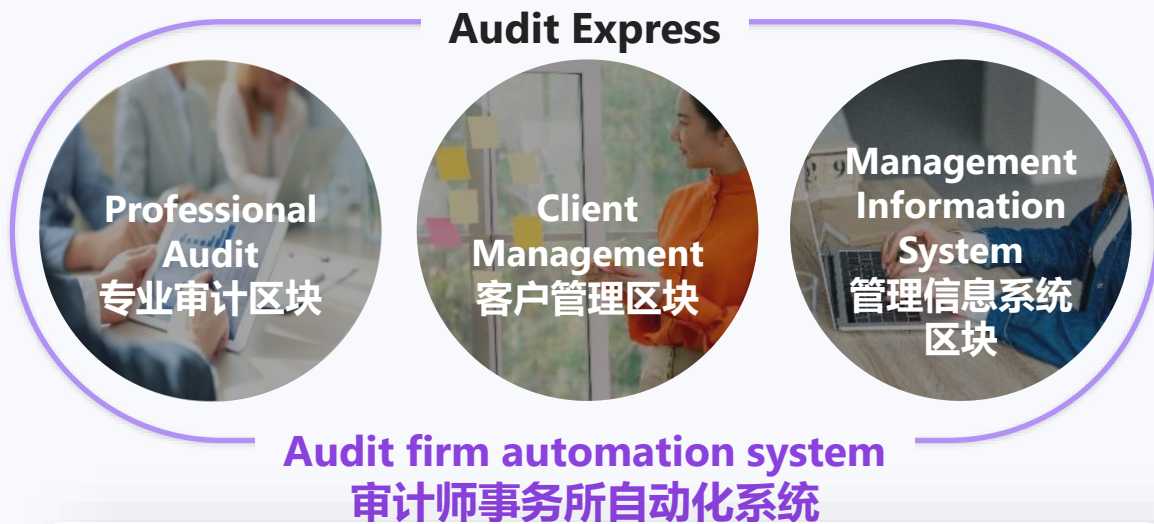 Audit Express
Professional
Audit
专业审计区块
Client
Management
客户管理区块
Management
Information
System
管理信息系统
区块
Audit firm automation system
审计师事务所自动化系统